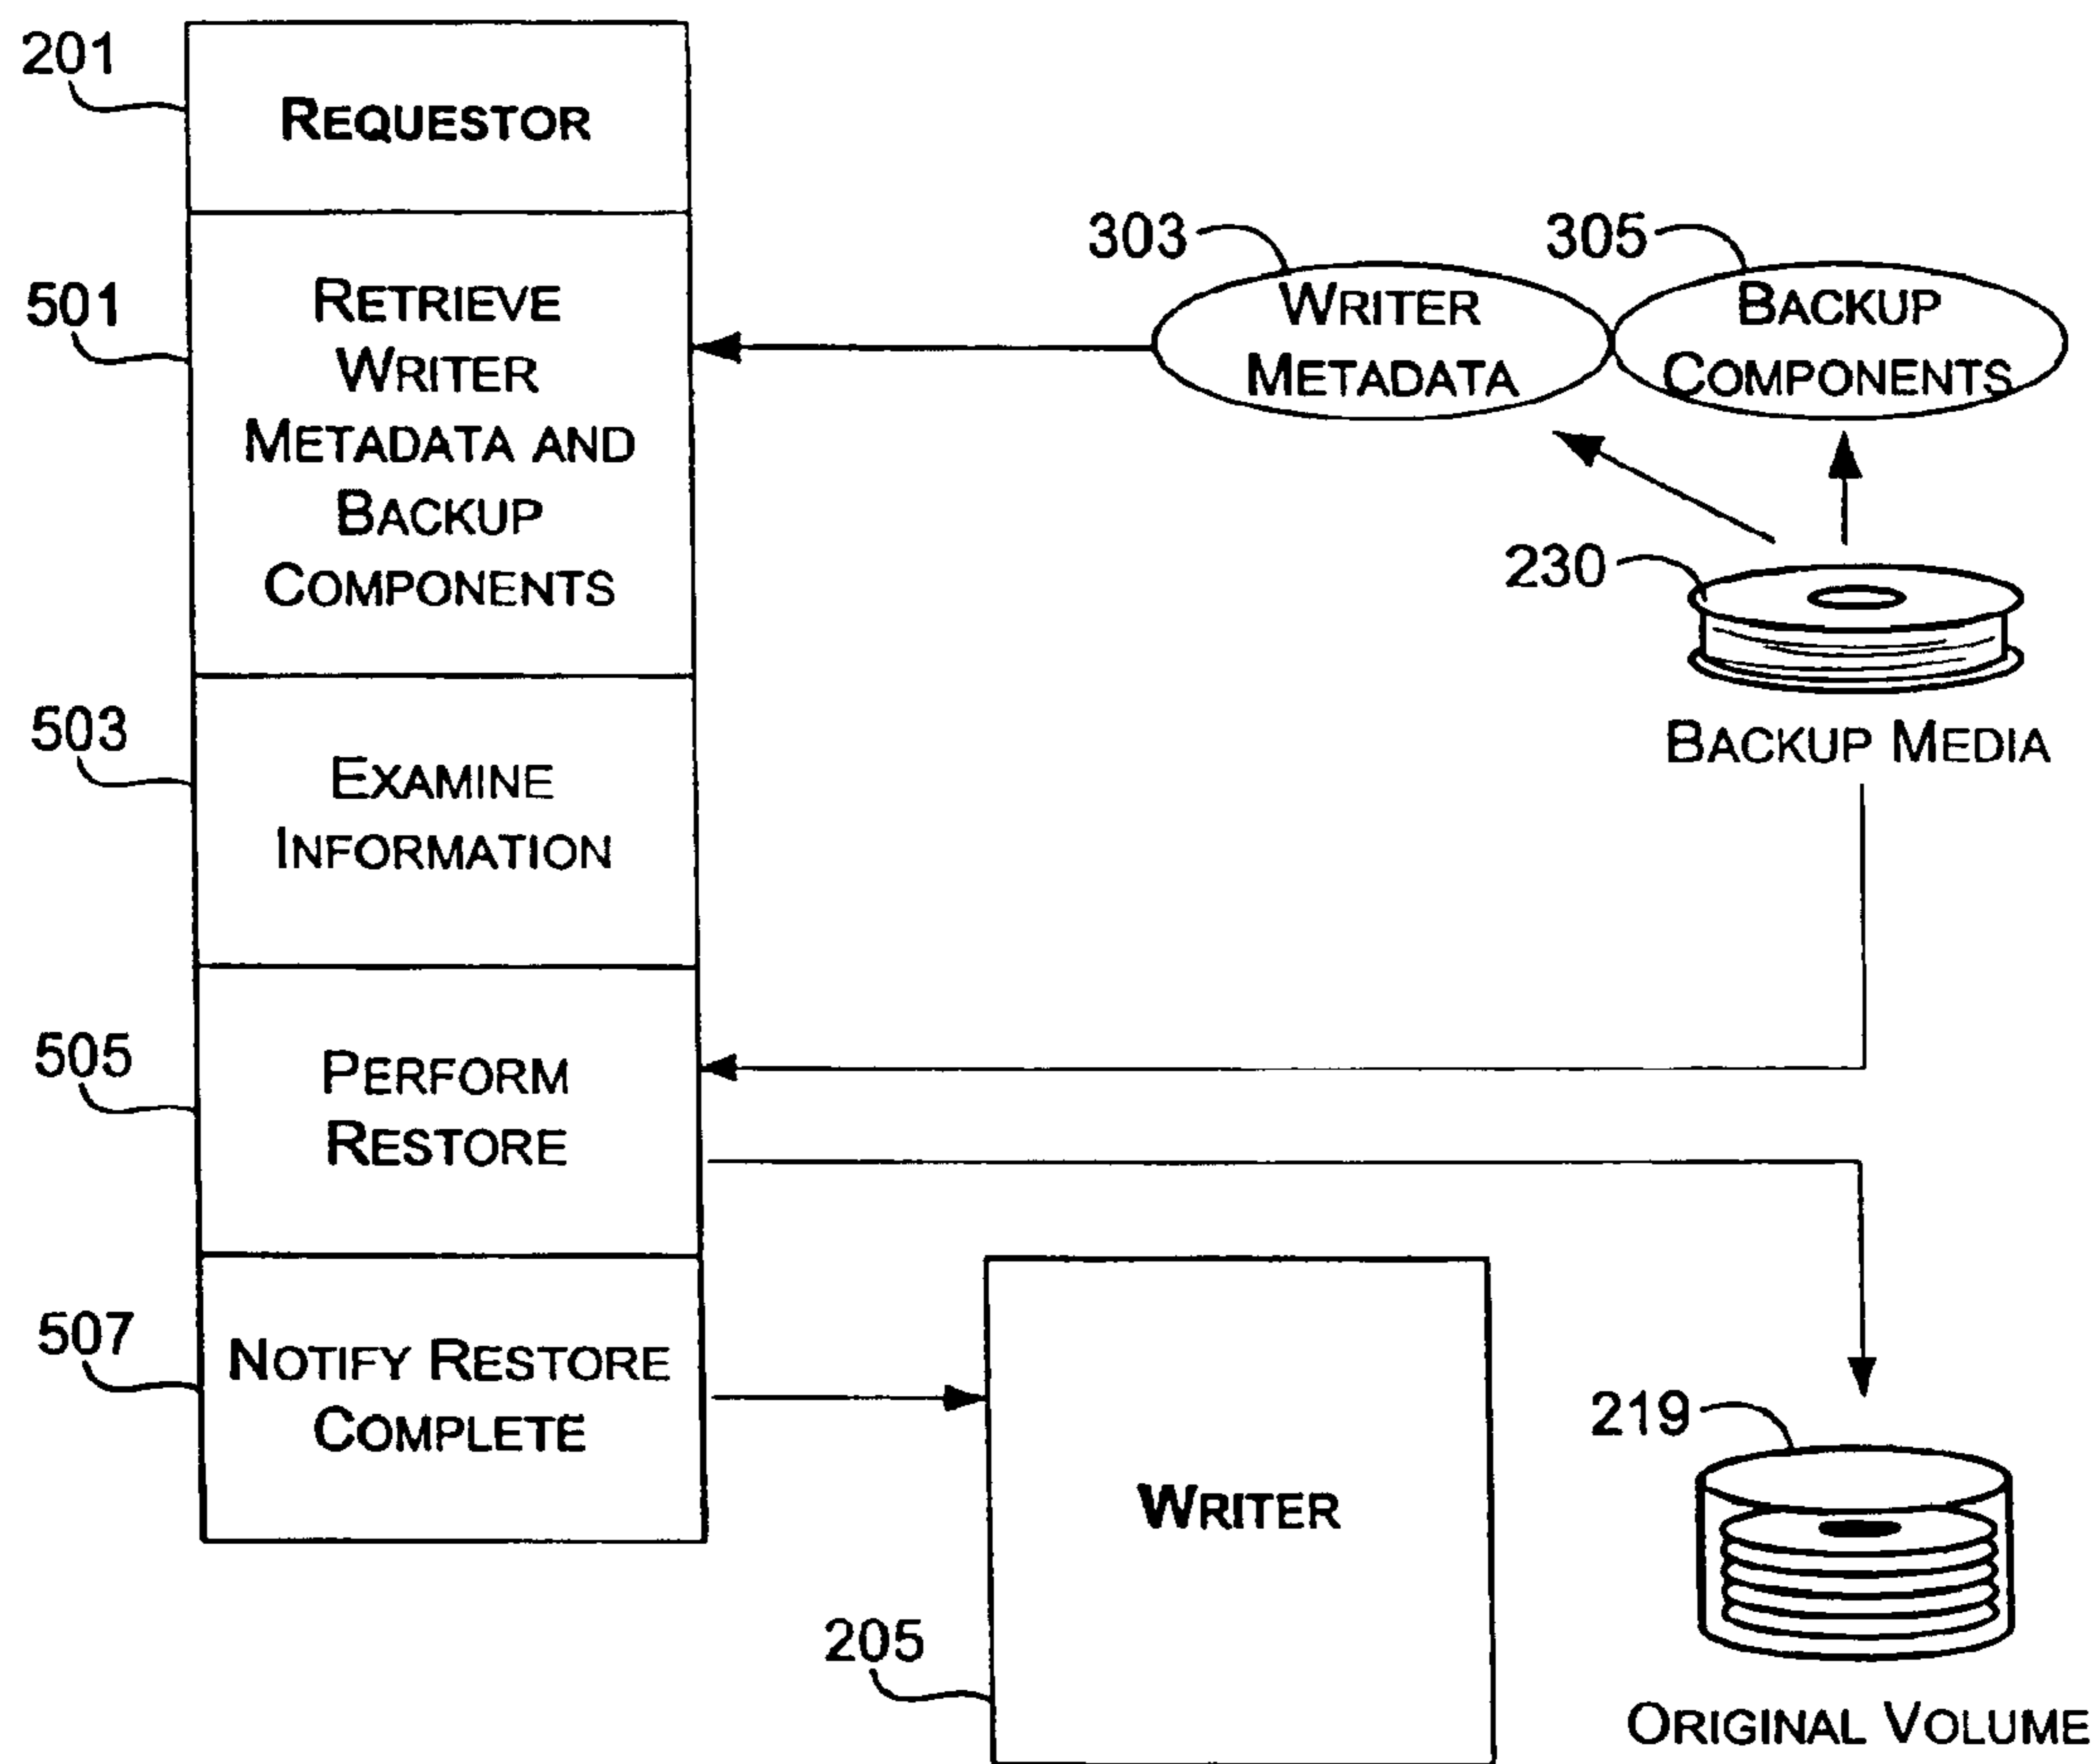 201
REQUESTOR
501
RETRIEVE
WRITER
METADATA AND
BACKUP
COMPONENTS
303
WRITER
METADATA
305
BACKUP
COMPONENTS
230
BACKUP MEDIA
503
EXAMINE
INFORMATION
505
PERFORM
RESTORE
507
NOTIFY RESTORE
COMPLETE
WRITER
205
219
ORIGINAL VOLUME